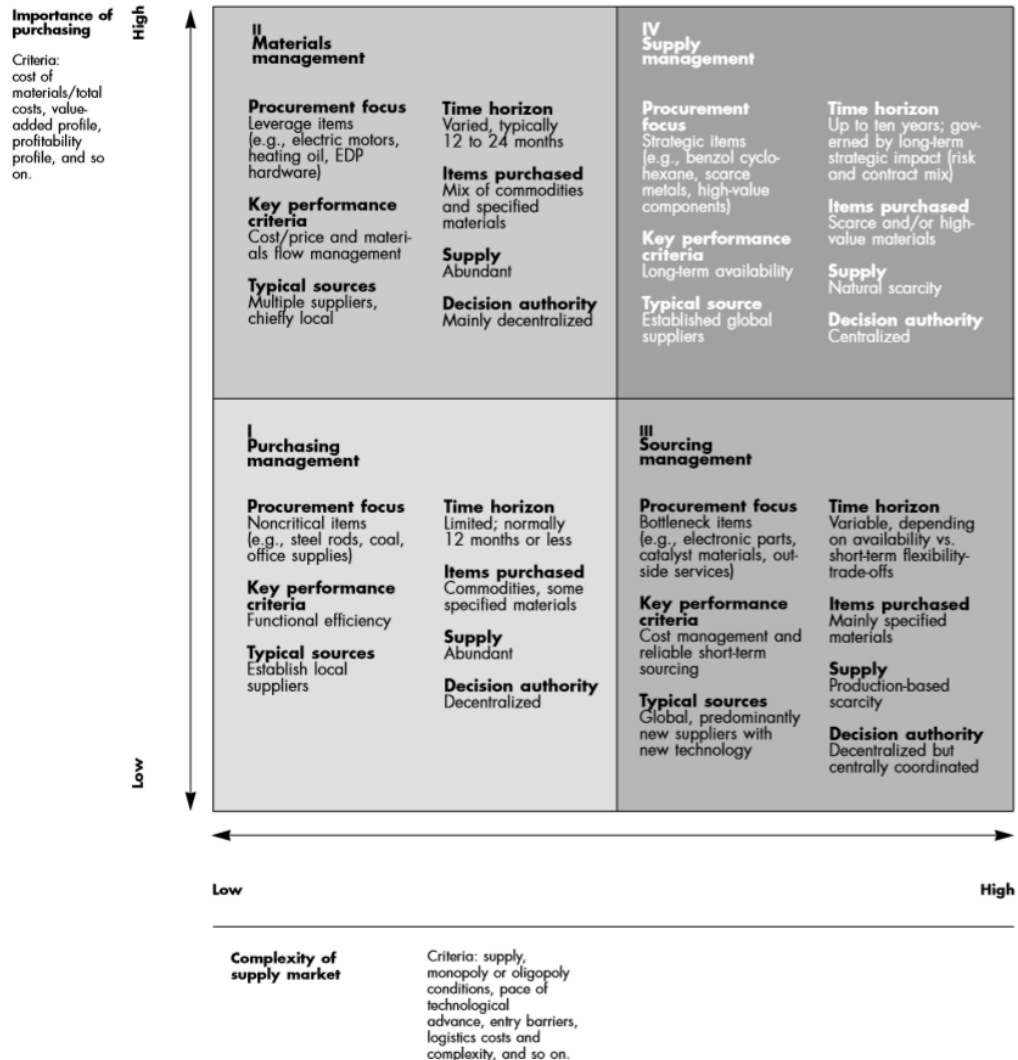 Importance of
purchasing
Criteria:
cost of
materials/total
costs, value-
added profile,
profitability
profile, and so
on.
High
Low
II
Materials
management
Procurement focus
Leverage items
(e.g., electric motors,
heating oil, EDP
hardware)
Key performance
criteria
Cost/price and materi-
als flow management
Typical sources
Multiple suppliers,
chiefly local
Time horizon
Varied, typically
12 to 24 months
Items purchased
Mix of commodities
and specified
materials
Supply
Abundant
Decision authority
Mainly decentralized
IV
Supply
management
Procurement
focus
Strategic items
(e.g., benzol cyclo-
hexane, scarce
metals, high-value
components)
Key performance
criteria
Long-term availability
Typical source
Established global
suppliers
Time horizon
Up to ten years; gov-
erned by long-term
strategic impact (risk
and contract mix)
Items purchased
Scarce and/or high-
value materials
Supply
Natural scarcity
Decision authority
Centralized
I
Purchasing
management
Procurement focus
Noncritical items
(e.g., steel rods, coal,
office supplies)
Key performance
criteria
Functional efficiency
Typical sources
Establish local
suppliers
Time horizon
Limited; normally
12 months or less
Items purchased
Commodities, some
specified materials
Supply
Abundant
Decision authority
Decentralized
III
Sourcing
management
Procurement focus
Bottleneck items
(e.g., electronic parts,
catalyst materials, out-
side services)
Key performance
criteria
Cost management and
reliable short-term
sourcing
Typical sources
Global, predominantly
new suppliers with
new technology
Time horizon
Variable, depending
on availability vs.
short-term flexibility-
trade-offs
Items purchased
Mainly specified
materials
Supply
Production-based
scarcity
Decision authority
Decentralized but
centrally coordinated
Low
High
Complexity of
supply market
Criteria: supply,
monopoly or oligopoly
conditions, pace of
technological
advance, entry barriers,
logistics costs and
complexity, and so on.